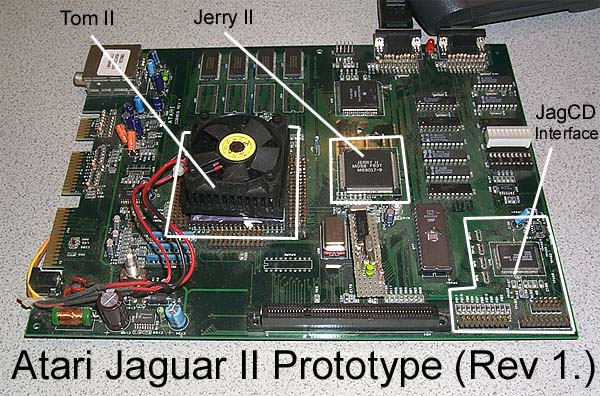 Tom II
Jerry II
JagCD
Interface
JERRY II
MOSB FAST
M69017-9
Atari Jaguar II Prototype (Rev 1.)